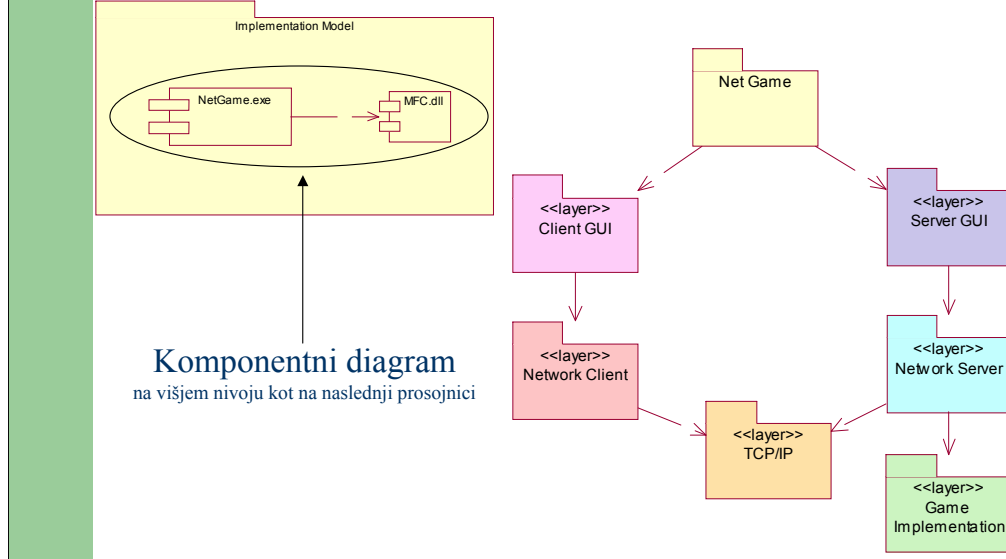 Implementation Model
NetGame.exe
MFC.dll
Komponentni diagram
na višjem nivoju kot na naslednji prosojnici
Net Game
<<layer>>
Client GUI
<<layer>>
Server GUI
<<layer>>
Network Client
<<layer>>
Network Server
<<layer>>
TCP/IP
<<layer>>
Game
Implementation